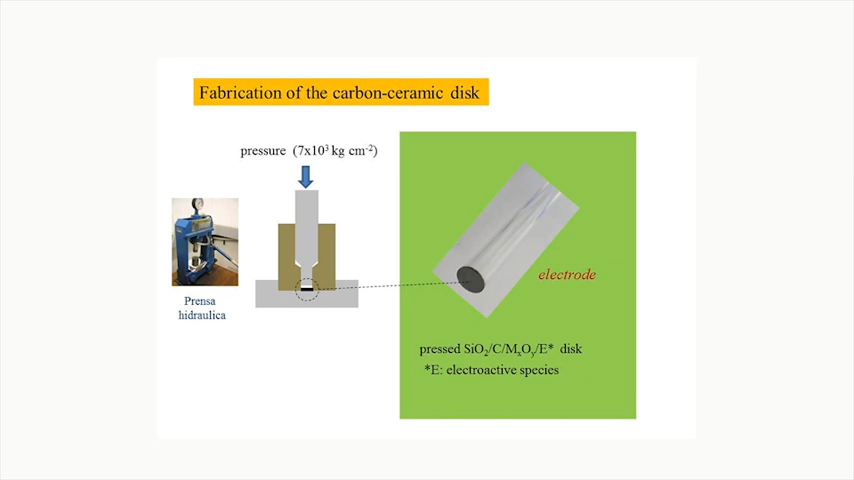 Fabrication of the carbon-ceramic disk
pressure (7x10³ kg cm⁻²)
Prensa
hidraulica
electrode
pressed SiO₂/C/MₓOᵧ/E* disk
*E: electroactive species